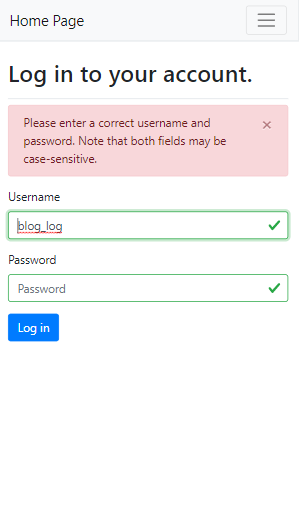 Home Page
Log in to your account.
Please enter a correct username and
password. Note that both fields may be
case-sensitive.
Username
blog_log
Password
Password
Log in